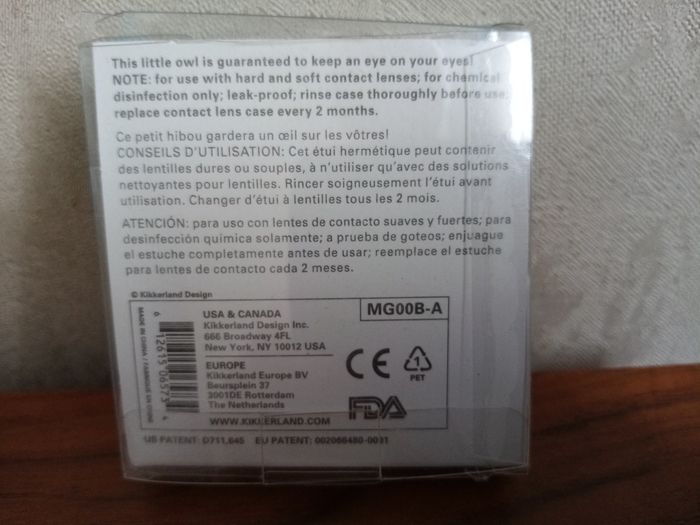 This little owl is guaranteed to keep an eye on your eyes!
NOTE: for use with hard and soft contact lenses; for chemical
disinfection only; leak-proof; rinse case thoroughly before use;
replace contact lens case every 2 months.
Ce petit hibou gardera un œil sur les vôtres!
CONSEILS D'UTILISATION: Cet étui hermétique peut contenir
des lentilles dures ou souples, à n'utiliser qu'avec des solutions
nettoyantes pour lentilles. Rincer soigneusement l'étui avant
utilisation. Changer d'étui à lentilles tous les 2 mois.
ATENCIÓN: para uso con lentes de contacto suaves y fuertes; para
desinfección química solamente; a prueba de goteos; enjuague
el estuche completamente antes de usar; reemplace el estuche
para lentes de contacto cada 2 meses.
© Kikkerland Design
MADE IN CHINA / FABRIQUÉ EN CHINE
6 12615 06573 4
USA & CANADA
Kikkerland Design Inc.
666 Broadway 4FL
New York, NY 10012 USA
EUROPE
Kikkerland Europe BV
Beursplein 37
3001DE Rotterdam
The Netherlands
WWW.KIKKERLAND.COM
MG00B-A
CE
1
PET
FDA
US PATENT: D711,645 EU PATENT: 002066480-0031